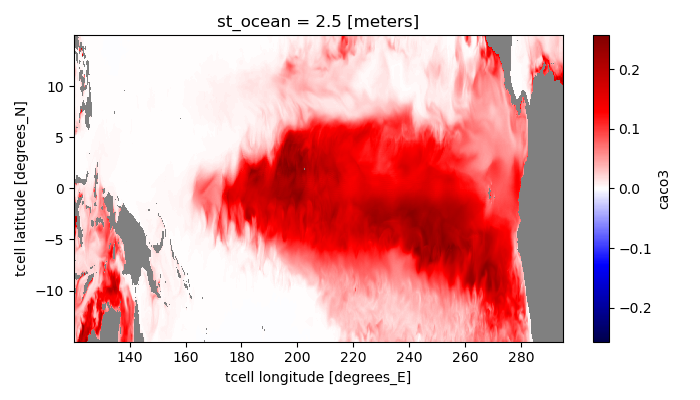 st_ocean = 2.5 [meters]
10
5
0
−5
−10
tcell latitude [degrees_N]
140 160 180 200 220 240 260 280
tcell longitude [degrees_E]
0.2
0.1
0.0
−0.1
−0.2
caco3